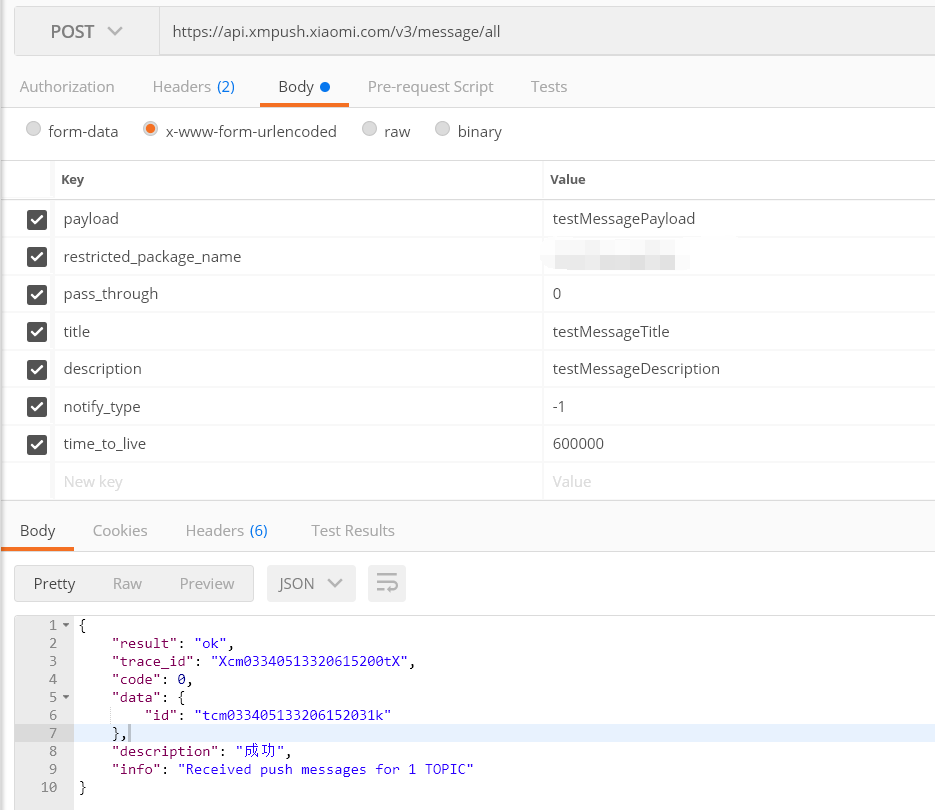 POST https://api.xmpush.xiaomi.com/v3/message/all
Authorization Headers (2) Body Pre-request Script Tests
form-data x-www-form-urlencoded raw binary
Key Value
payload testMessagePayload
restricted_package_name
pass_through 0
title testMessageTitle
description testMessageDescription
notify_type -1
time_to_live 600000
New key Value
Body Cookies Headers (6) Test Results
Pretty Raw Preview JSON
1 {
2 "result": "ok",
3 "trace_id": "Xcm03340513320615200tX",
4 "code": 0,
5 "data": {
6 "id": "tcm033405133206152031k"
7 },
8 "description": "成功",
9 "info": "Received push messages for 1 TOPIC"
10 }